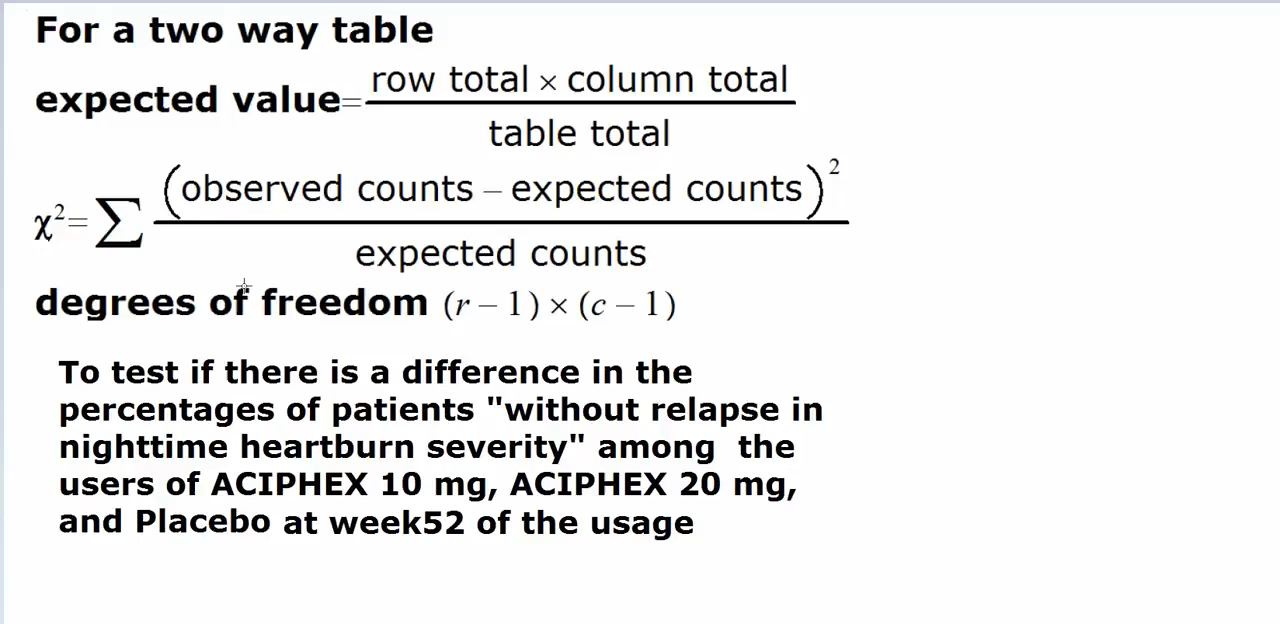 For a two way table
expected value= row total × column total / table total
χ²= ∑ (observed counts – expected counts)² / expected counts
degrees of freedom (r – 1) × (c – 1)
To test if there is a difference in the
percentages of patients "without relapse in
nighttime heartburn severity" among the
users of ACIPHEX 10 mg, ACIPHEX 20 mg,
and Placebo at week52 of the usage